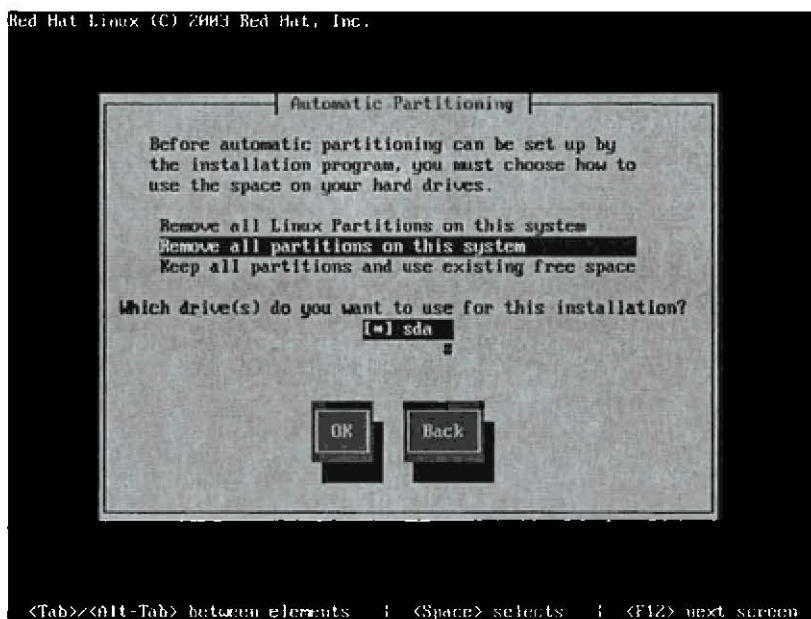 Red Hat Linux (C) 2003 Red Hat, Inc.
Automatic Partitioning
Before automatic partitioning can be set up by
the installation program, you must choose how to
use the space on your hard drives.
Remove all Linux Partitions on this system
Remove all partitions on this system
Keep all partitions and use existing free space
Which drive(s) do you want to use for this installation?
[*] sda
#
OK Back
<Tab>/<Alt-Tab> between elements | <Space> selects | <F12> next screen